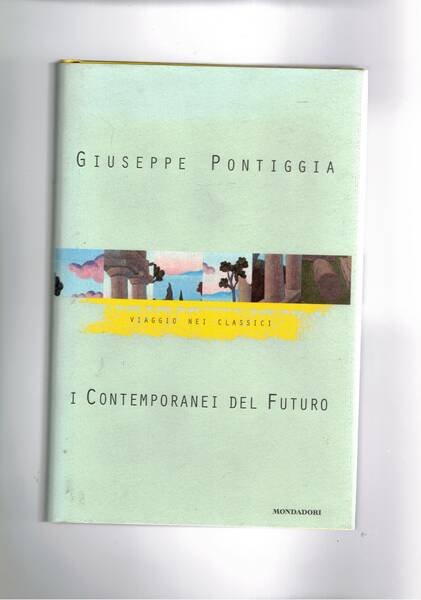 GIUSEPPE PONTIGGIA
VIAGGIO NEI CLASSICI
I CONTEMPORANEI DEL FUTURO
MONDADORI